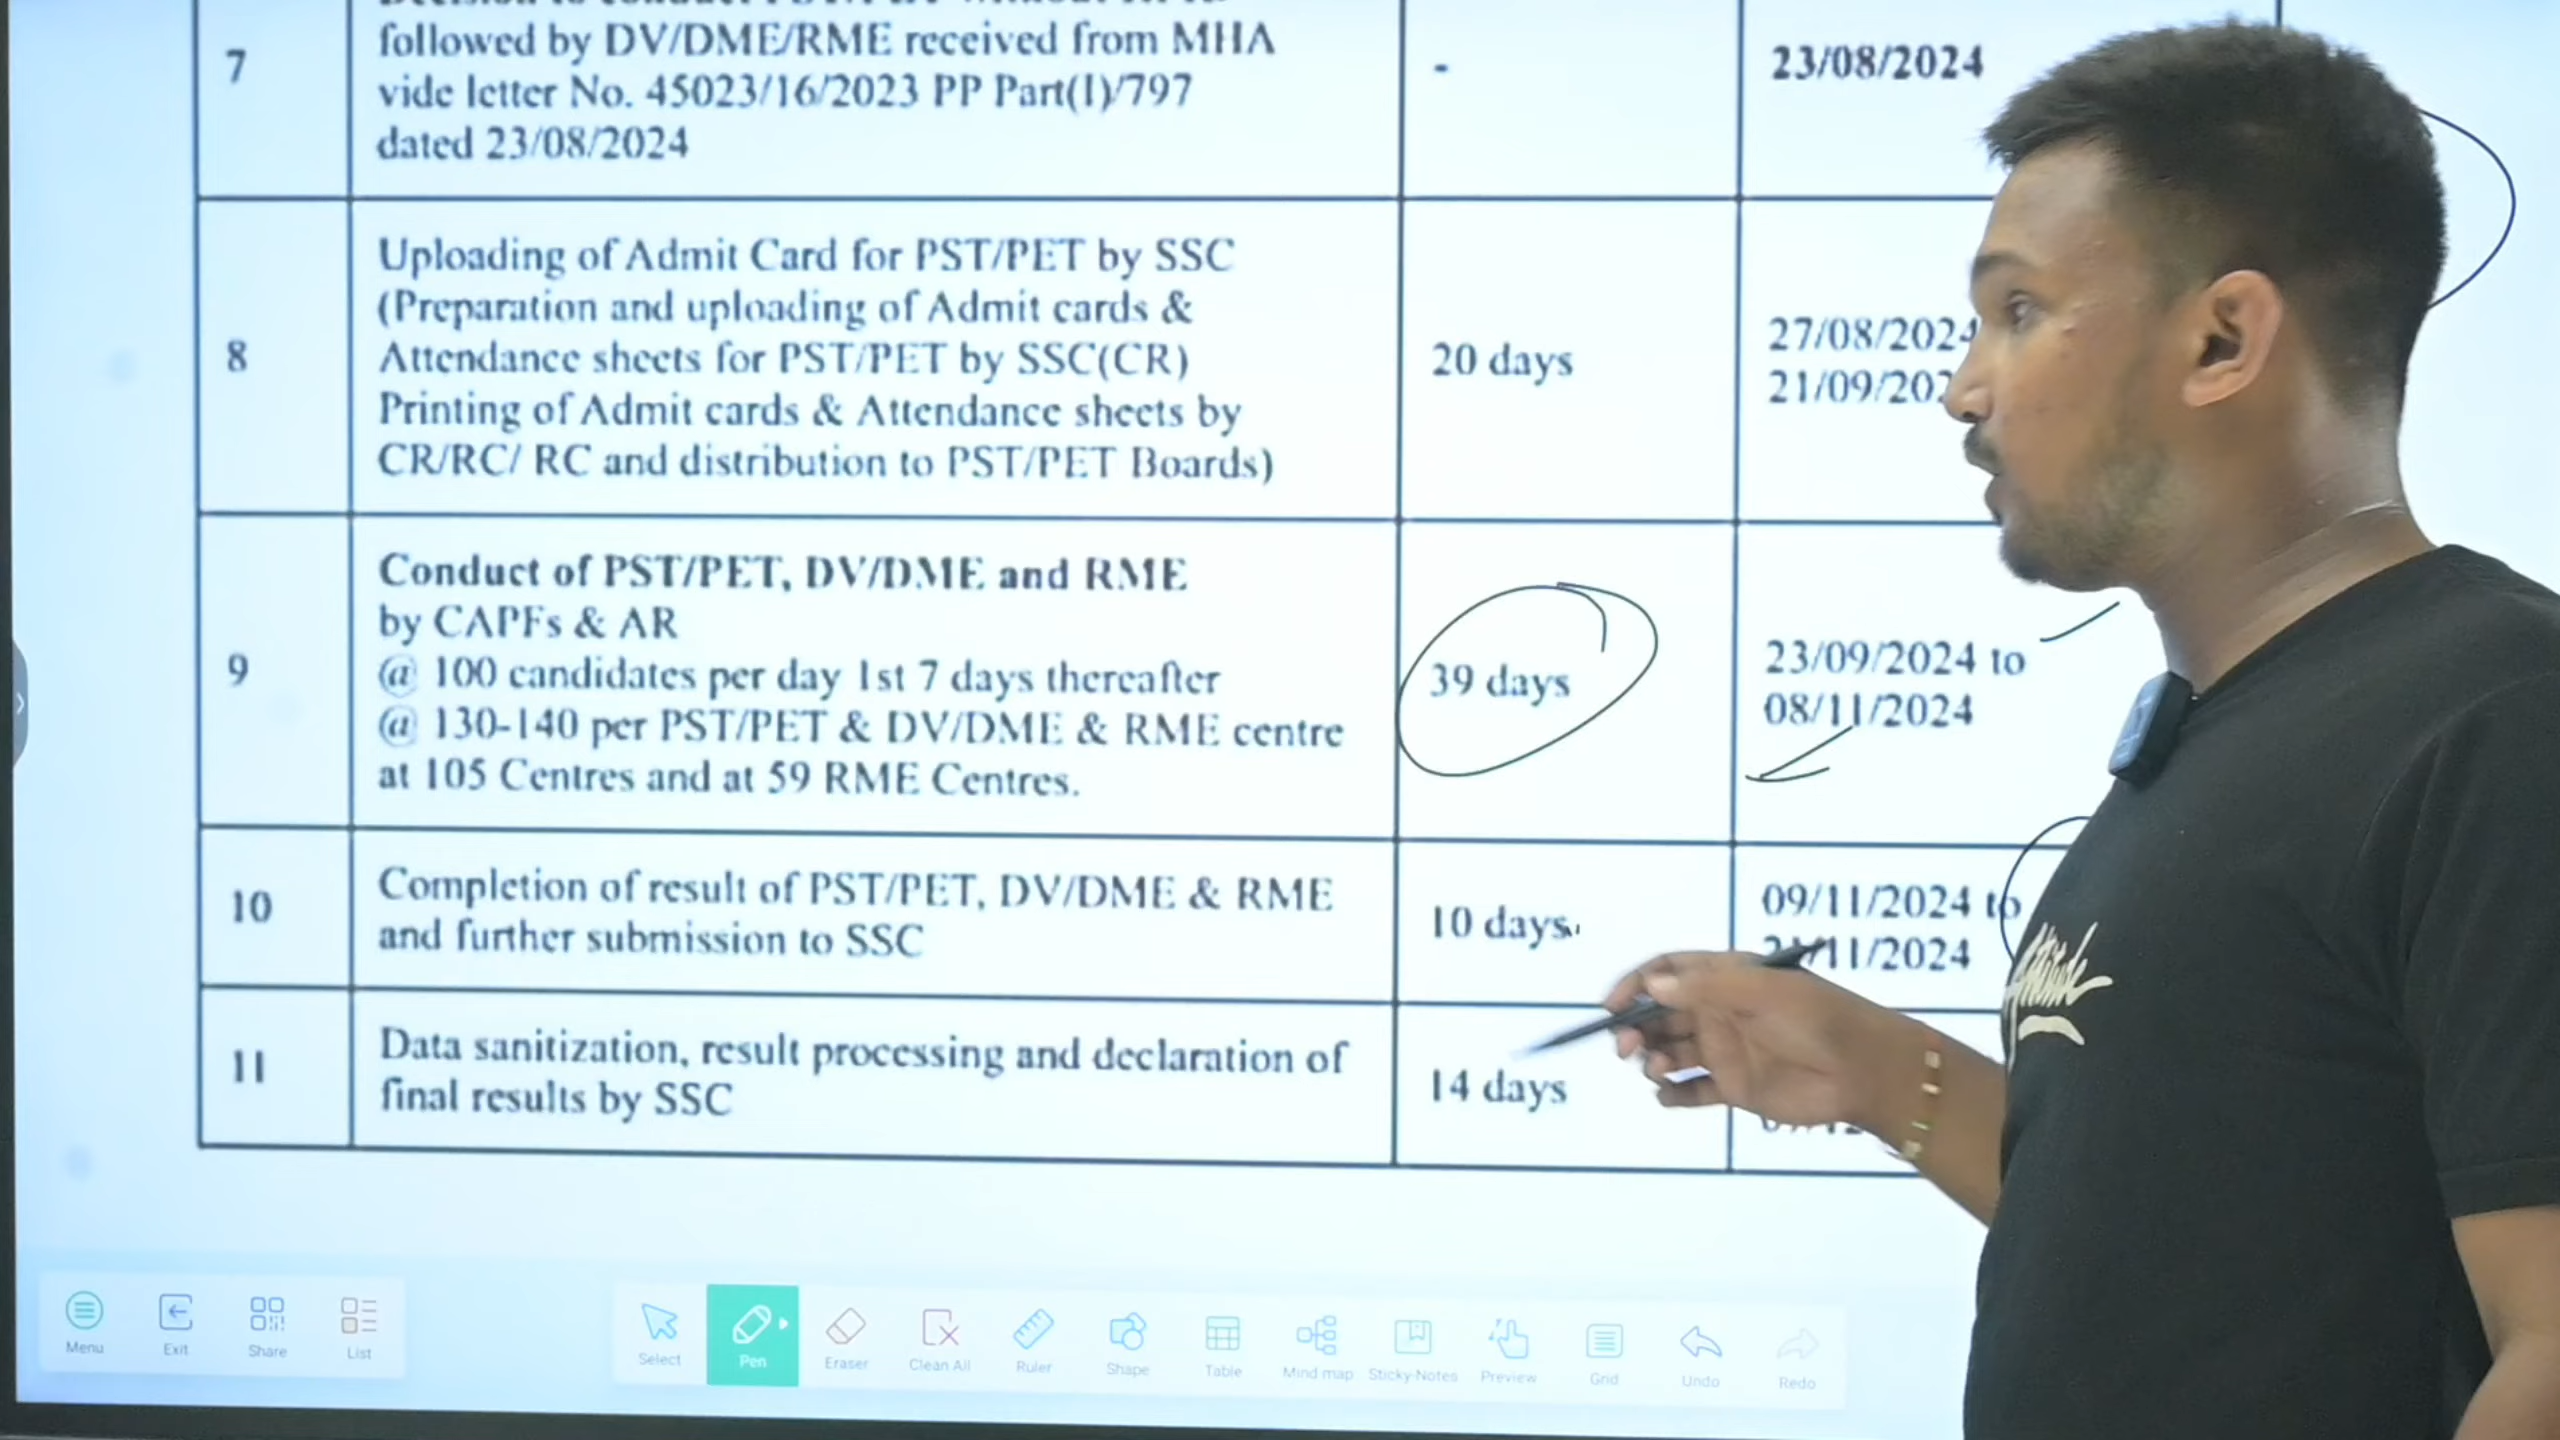 7
followed by DV/DME/RME received from MHA
vide letter No. 45023/16/2023 PP Part(I)/797
dated 23/08/2024
-
23/08/2024
8
Uploading of Admit Card for PST/PET by SSC
(Preparation and uploading of Admit cards &
Attendance sheets for PST/PET by SSC(CR)
Printing of Admit cards & Attendance sheets by
CR/RC/ RC and distribution to PST/PET Boards)
20 days
27/08/2024
21/09/202
9
Conduct of PST/PET, DV/DME and RME
by CAPFs & AR
@ 100 candidates per day 1st 7 days thereafter
@ 130-140 per PST/PET & DV/DME & RME centre
at 105 Centres and at 59 RME Centres.
39 days
23/09/2024 to
08/11/2024
10
Completion of result of PST/PET, DV/DME & RME
and further submission to SSC
10 days
09/11/2024 to
11/2024
11
Data sanitization, result processing and declaration of
final results by SSC
14 days
Attitude
Menu
Exit
Share
List
Select
Pen
Eraser
Clean All
Ruler
Shape
Table
Mind map
Sticky-Notes
Preview
Grid
Undo
Redo